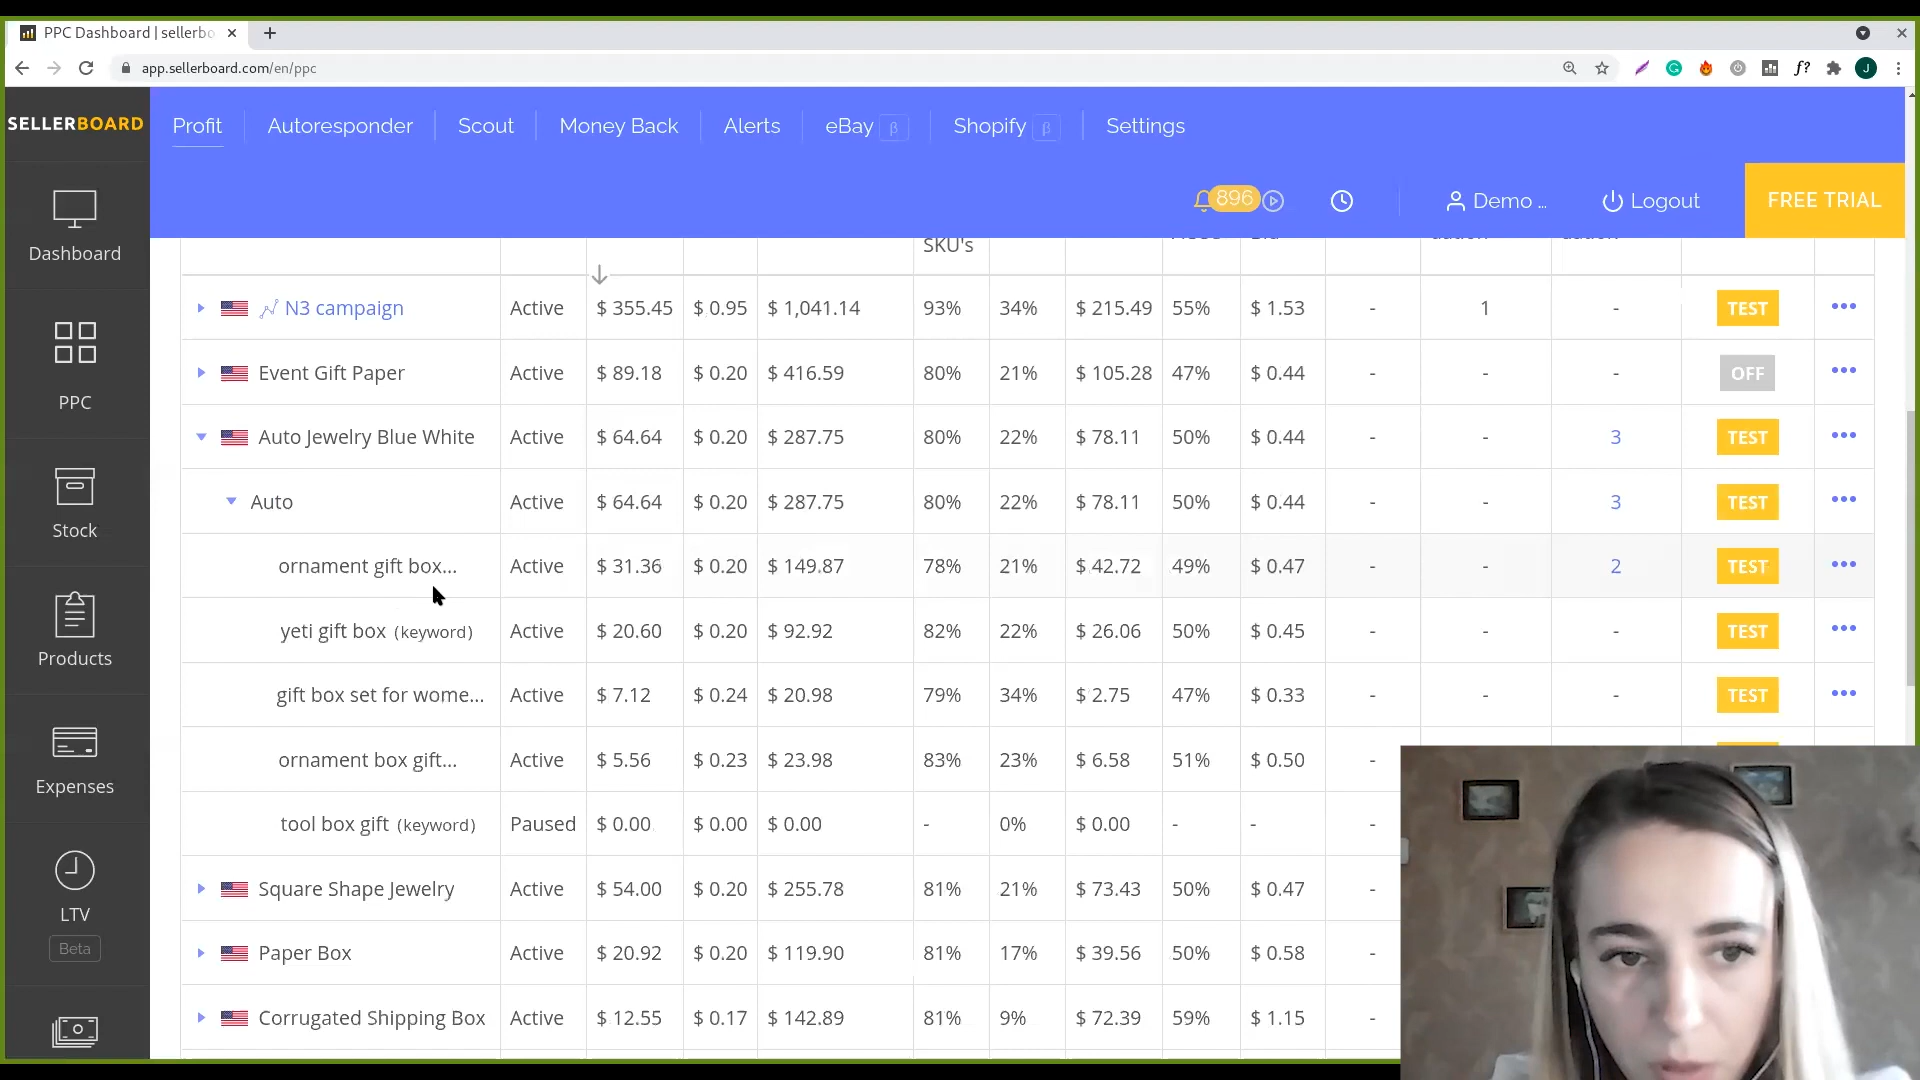 PPC Dashboard | sellerbo
app.sellerboard.com/en/ppc
G
f?
J
SELLERBOARD
Profit
Autoresponder
Scout
Money Back
Alerts
eBay β
Shopify β
Settings
896
Demo ...
Logout
FREE TRIAL
Dashboard
PPC
Stock
Products
Expenses
LTV
Beta
SKU's
N3 campaign Active $ 355.45 $ 0.95 $ 1,041.14 93% 34% $ 215.49 55% $ 1.53 - 1 - TEST
Event Gift Paper Active $ 89.18 $ 0.20 $ 416.59 80% 21% $ 105.28 47% $ 0.44 - - - OFF
Auto Jewelry Blue White Active $ 64.64 $ 0.20 $ 287.75 80% 22% $ 78.11 50% $ 0.44 - - 3 TEST
Auto Active $ 64.64 $ 0.20 $ 287.75 80% 22% $ 78.11 50% $ 0.44 - - 3 TEST
ornament gift box... Active $ 31.36 $ 0.20 $ 149.87 78% 21% $ 42.72 49% $ 0.47 - - 2 TEST
yeti gift box (keyword) Active $ 20.60 $ 0.20 $ 92.92 82% 22% $ 26.06 50% $ 0.45 - - - TEST
gift box set for wome... Active $ 7.12 $ 0.24 $ 20.98 79% 34% $ 2.75 47% $ 0.33 - - - TEST
ornament box gift... Active $ 5.56 $ 0.23 $ 23.98 83% 23% $ 6.58 51% $ 0.50 -
tool box gift (keyword) Paused $ 0.00 $ 0.00 $ 0.00 - 0% $ 0.00 - - -
Square Shape Jewelry Active $ 54.00 $ 0.20 $ 255.78 81% 21% $ 73.43 50% $ 0.47 -
Paper Box Active $ 20.92 $ 0.20 $ 119.90 81% 17% $ 39.56 50% $ 0.58 -
Corrugated Shipping Box Active $ 12.55 $ 0.17 $ 142.89 81% 9% $ 72.39 59% $ 1.15 -